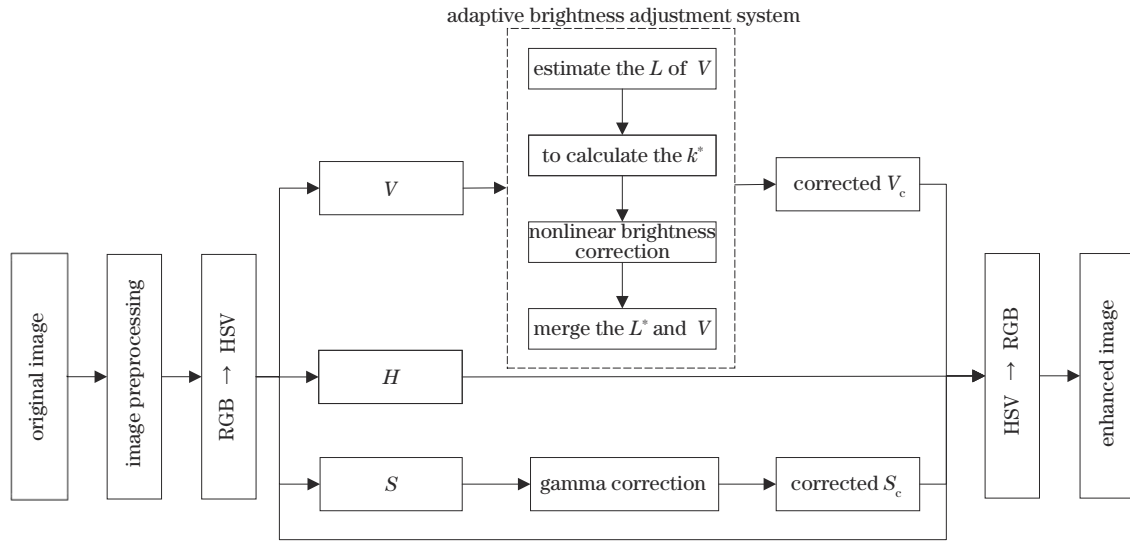 adaptive brightness adjustment system
estimate the L of V
to calculate the k*
nonlinear brightness
correction
merge the L* and V
V
corrected Vc
original image
image preprocessing
RGB → HSV
H
HSV → RGB
enhanced image
S
gamma correction
corrected Sc